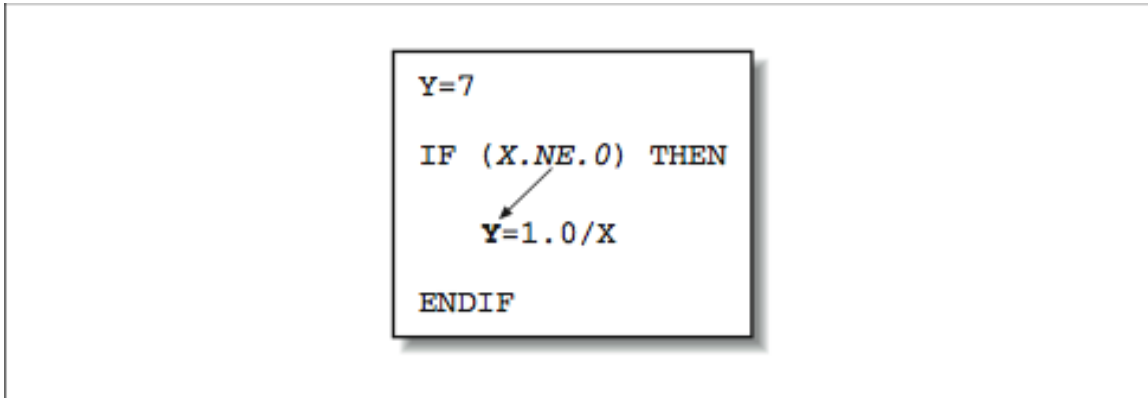 Y=7
IF (X.NE.0) THEN
Y=1.0/X
ENDIF